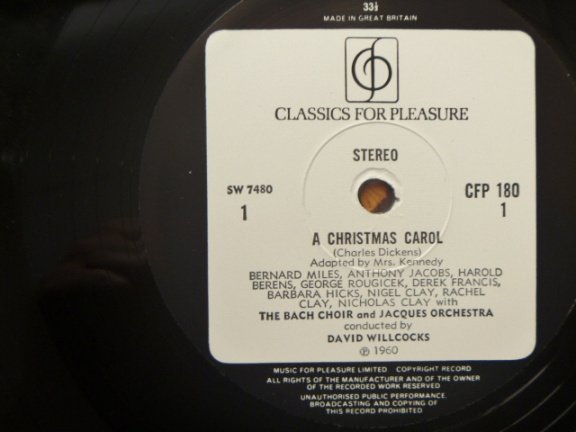 33⅓
MADE IN GREAT BRITAIN
CLASSICS FOR PLEASURE
STEREO
SW 7480
1
CFP 180
1
A CHRISTMAS CAROL
(Charles Dickens)
Adapted by Mrs. Kennedy
BERNARD MILES, ANTHONY JACOBS, HAROLD
BERENS, GEORGE ROUGICEK, DEREK FRANCIS,
BARBARA HICKS, NIGEL CLAY, RACHEL
CLAY, NICHOLAS CLAY with
THE BACH CHOIR and JACQUES ORCHESTRA
conducted by
DAVID WILLCOCKS
℗ 1960
MUSIC FOR PLEASURE LIMITED COPYRIGHT RECORD
ALL RIGHTS OF THE MANUFACTURER AND OF THE OWNER
OF THE RECORDED WORK RESERVED
UNAUTHORISED PUBLIC PERFORMANCE,
BROADCASTING AND COPYING OF
THIS RECORD PROHIBITED